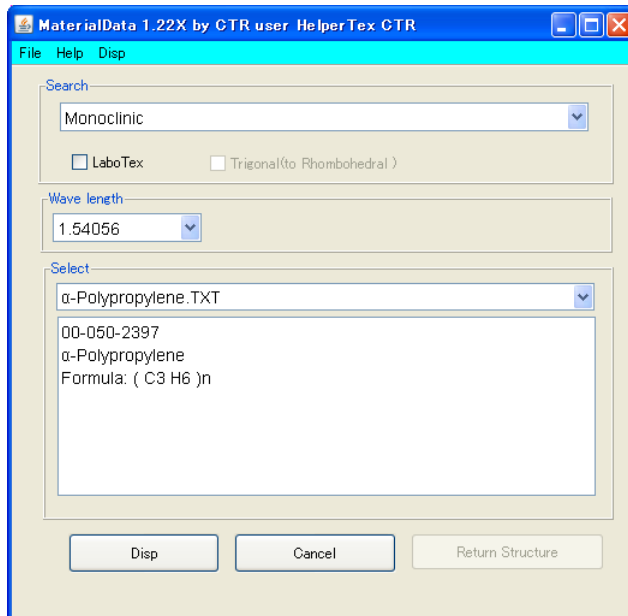 MaterialData 1.22X by CTR user HelperTex CTR
File Help Disp
Search
Monoclinic
LaboTex Trigonal(to Rhombohedral )
Wave length
1.54056
Select
α-Polypropylene.TXT
00-050-2397
α-Polypropylene
Formula: ( C3 H6 )n
Disp Cancel Return Structure